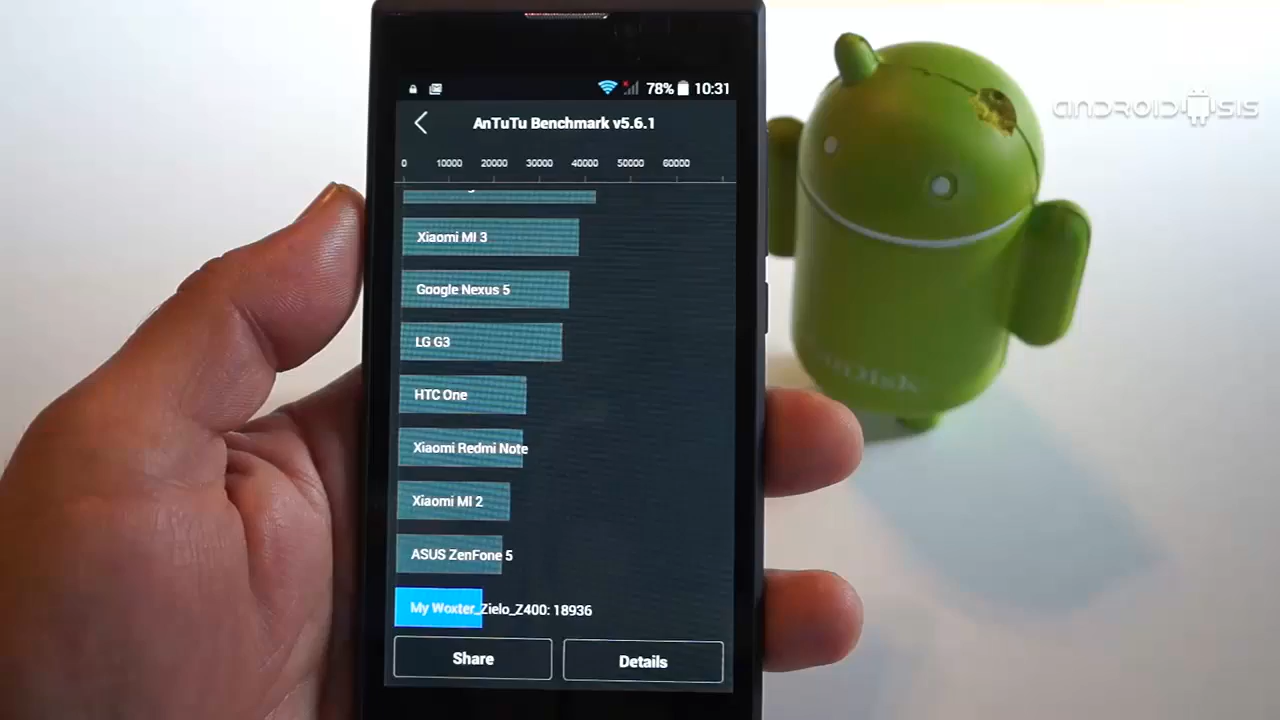 78% 10:31
AnTuTu Benchmark v5.6.1
0 10000 20000 30000 40000 50000 60000
Xiaomi MI 3
Google Nexus 5
LG G3
HTC One
Xiaomi Redmi Note
Xiaomi MI 2
ASUS ZenFone 5
My Woxter_Zielo_Z400: 18936
Share
Details
ANDROIDSIS
SanDisk